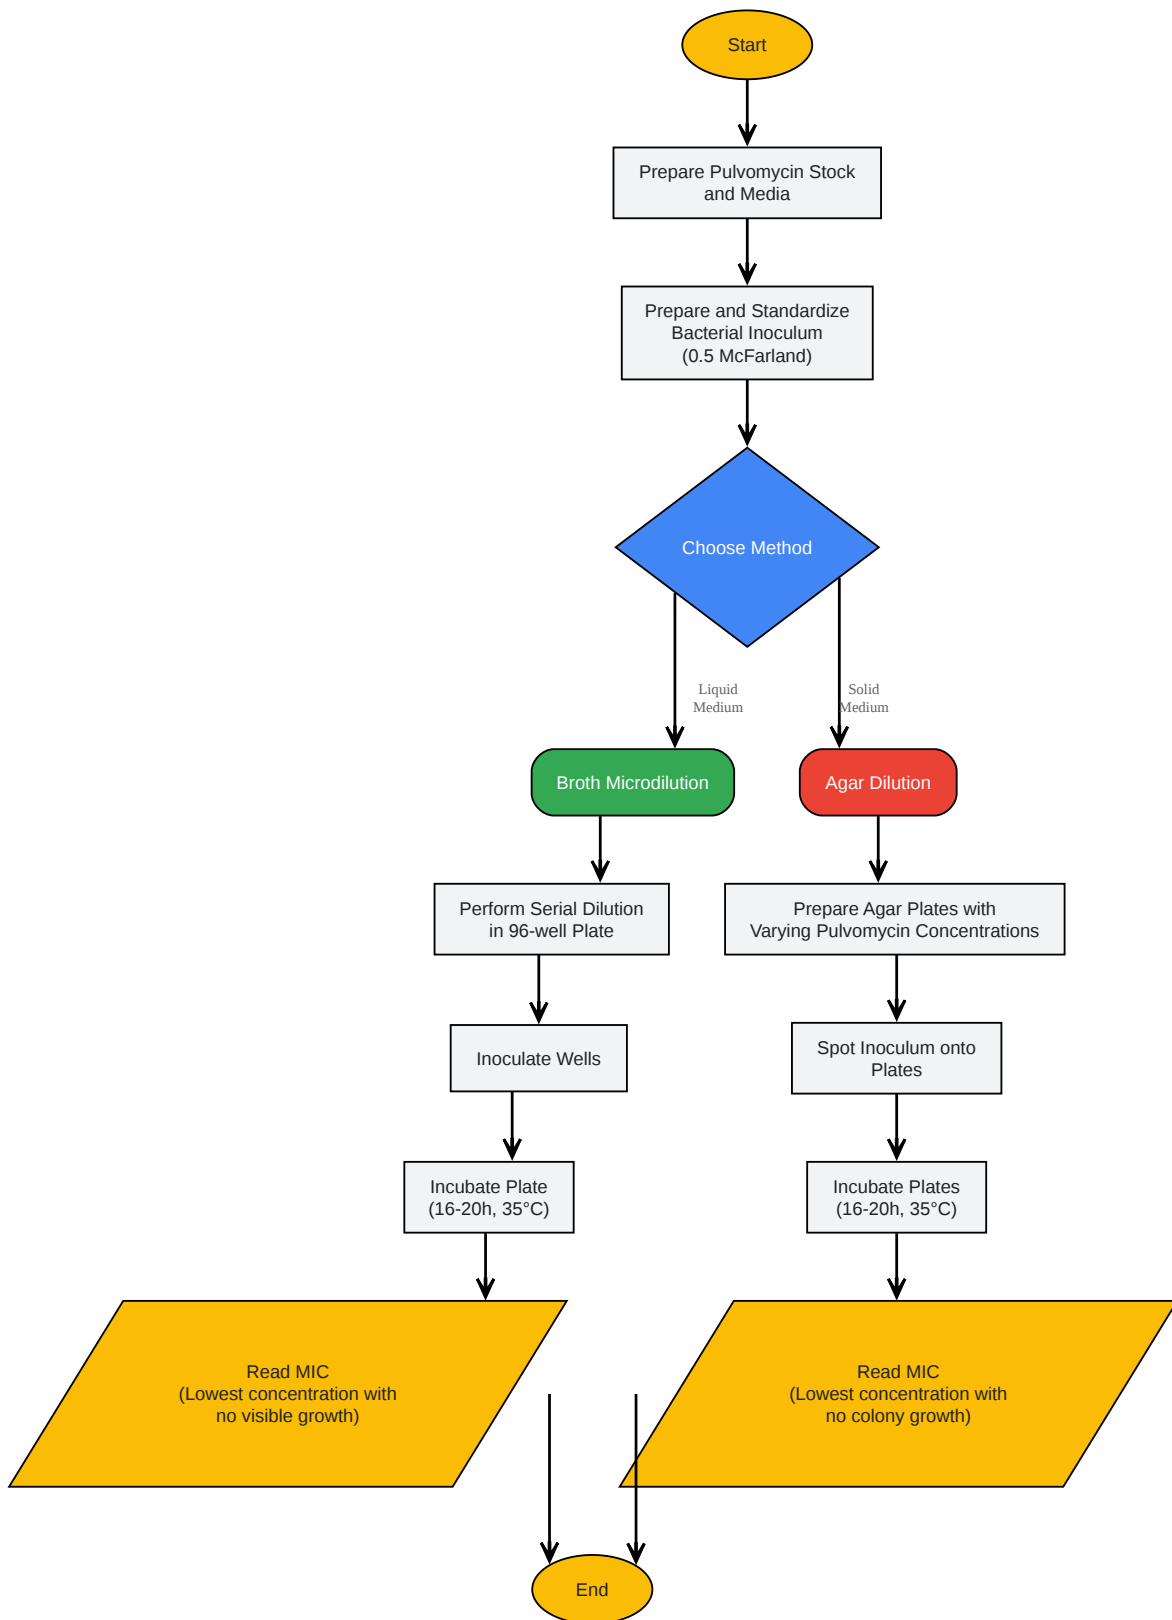 Start
Prepare Pulvomycin Stock
and Media
Prepare and Standardize
Bacterial Inoculum
(0.5 McFarland)
Choose Method
Liquid
Medium
Solid
Medium
Broth Microdilution
Agar Dilution
Perform Serial Dilution
in 96-well Plate
Prepare Agar Plates with
Varying Pulvomycin Concentrations
Inoculate Wells
Spot Inoculum onto
Plates
Incubate Plate
(16-20h, 35°C)
Incubate Plates
(16-20h, 35°C)
Read MIC
(Lowest concentration with
no visible growth)
Read MIC
(Lowest concentration with
no colony growth)
End